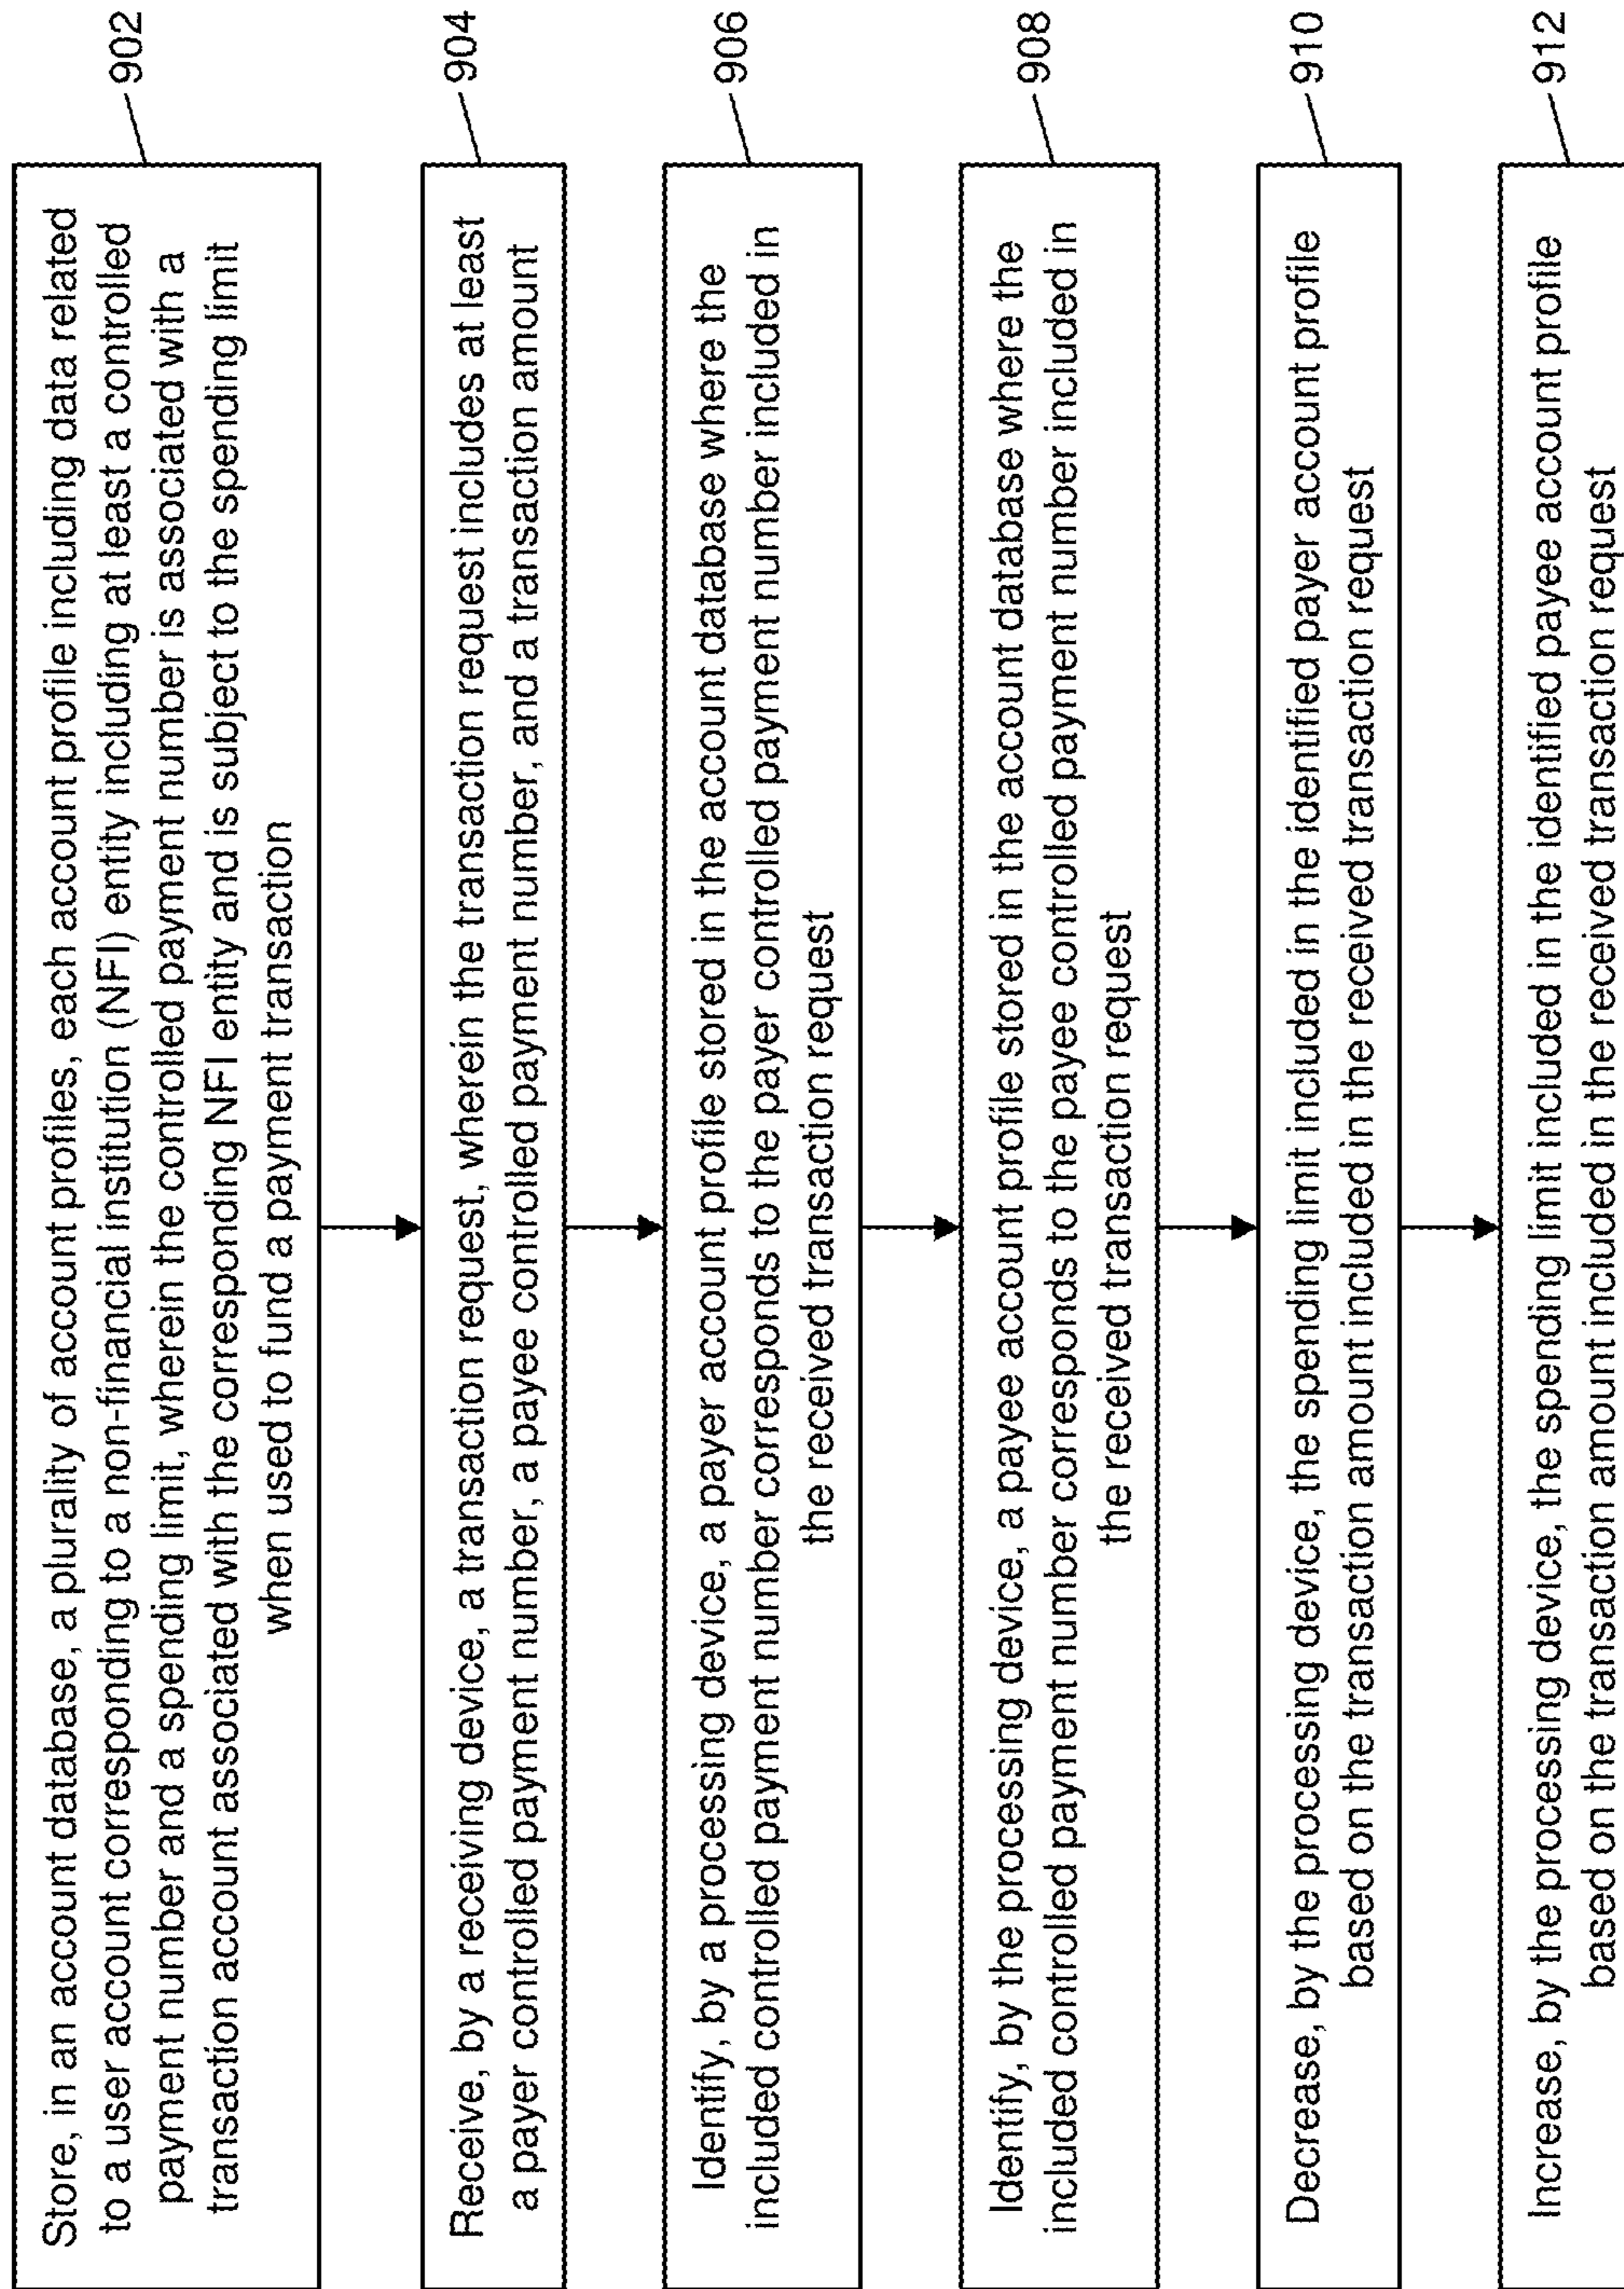 Store, in an account database, a plurality of account profiles, each account profile including data related
to a user account corresponding to a non-financial institution (NFI) entity including at least a controlled
payment number and a spending limit, wherein the controlled payment number is associated with a
transaction account associated with the corresponding NFI entity and is subject to the spending limit
when used to fund a payment transaction
902
Receive, by a receiving device, a transaction request, wherein the transaction request includes at least
a payer controlled payment number, a payee controlled payment number, and a transaction amount
904
Identify, by a processing device, a payer account profile stored in the account database where the
included controlled payment number corresponds to the payer controlled payment number included in
the received transaction request
906
Identify, by the processing device, a payee account profile stored in the account database where the
included controlled payment number corresponds to the payee controlled payment number included in
the received transaction request
908
Decrease, by the processing device, the spending limit included in the identified payer account profile
based on the transaction amount included in the received transaction request
910
Increase, by the processing device, the spending limit included in the identified payee account profile
based on the transaction amount included in the received transaction request
912